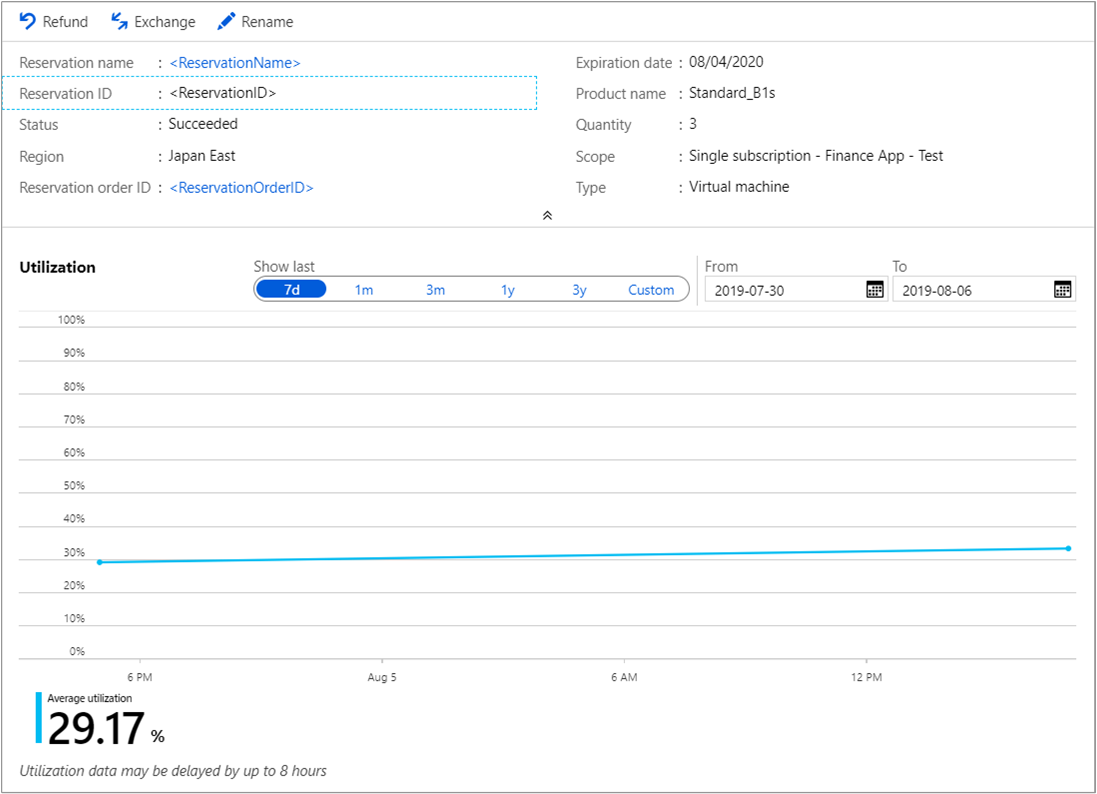 Refund Exchange Rename
Reservation name : <ReservationName>
Expiration date : 08/04/2020
Reservation ID : <ReservationID>
Product name : Standard_B1s
Status : Succeeded
Quantity : 3
Region : Japan East
Scope : Single subscription - Finance App - Test
Reservation order ID : <ReservationOrderID>
Type : Virtual machine
Utilization
Show last
7d 1m 3m 1y 3y Custom
From
2019-07-30
To
2019-08-06
100%
90%
80%
70%
60%
50%
40%
30%
20%
10%
0%
6 PM Aug 5 6 AM 12 PM
Average utilization
29.17 %
Utilization data may be delayed by up to 8 hours